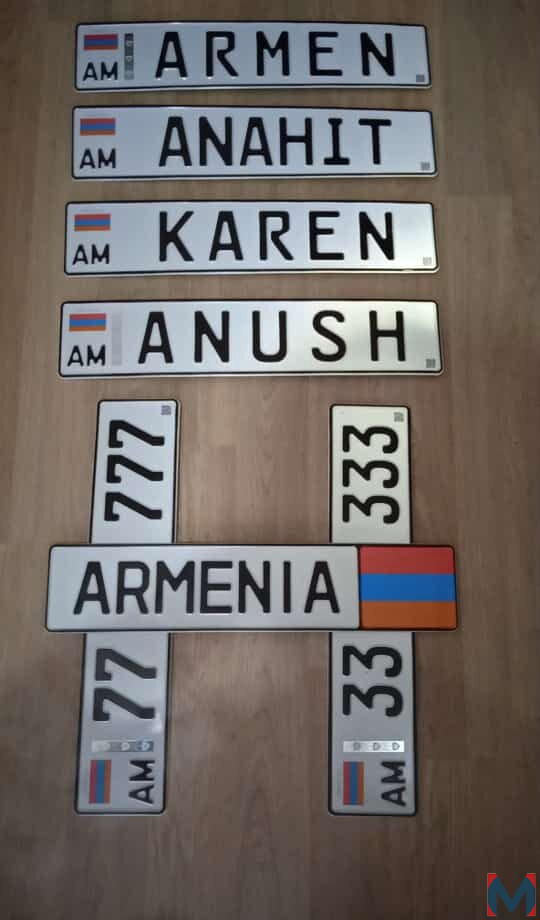 AM ARMEN
AM ANAHIT
AM KAREN
AM ANUSH
777
333
ARMENIA
77
33
AM
AM
M